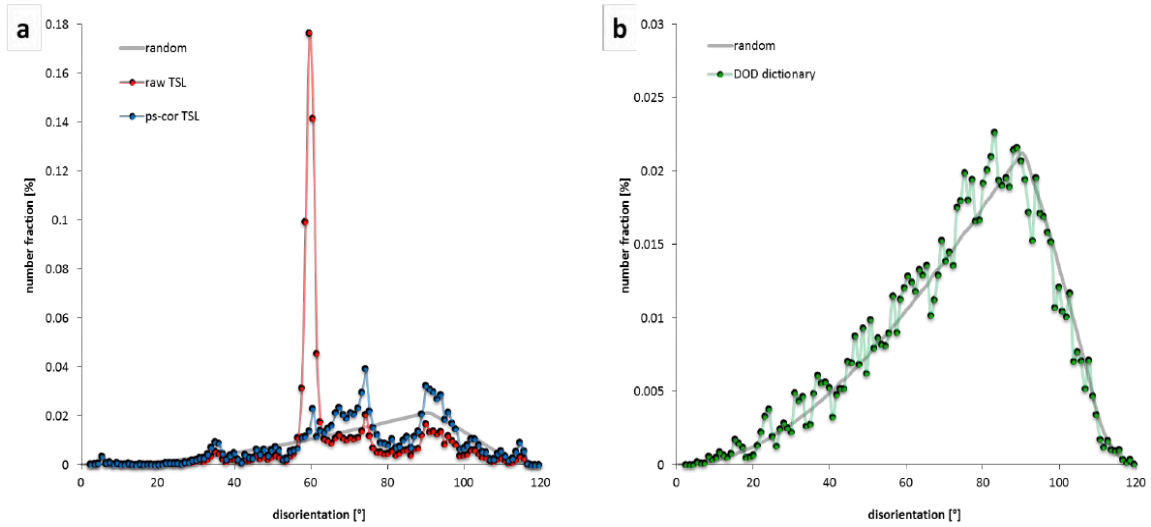 a
0.18
0.16
0.14
0.12
0.1
0.08
0.06
0.04
0.02
0
number fraction [%]
random
raw TSL
ps-cor TSL
0 20 40 60 80 100 120
disorientation [°]
b
0.03
0.025
0.02
0.015
0.01
0.005
0
number fraction [%]
random
DOD dictionary
0 20 40 60 80 100 120
disorientation [°]